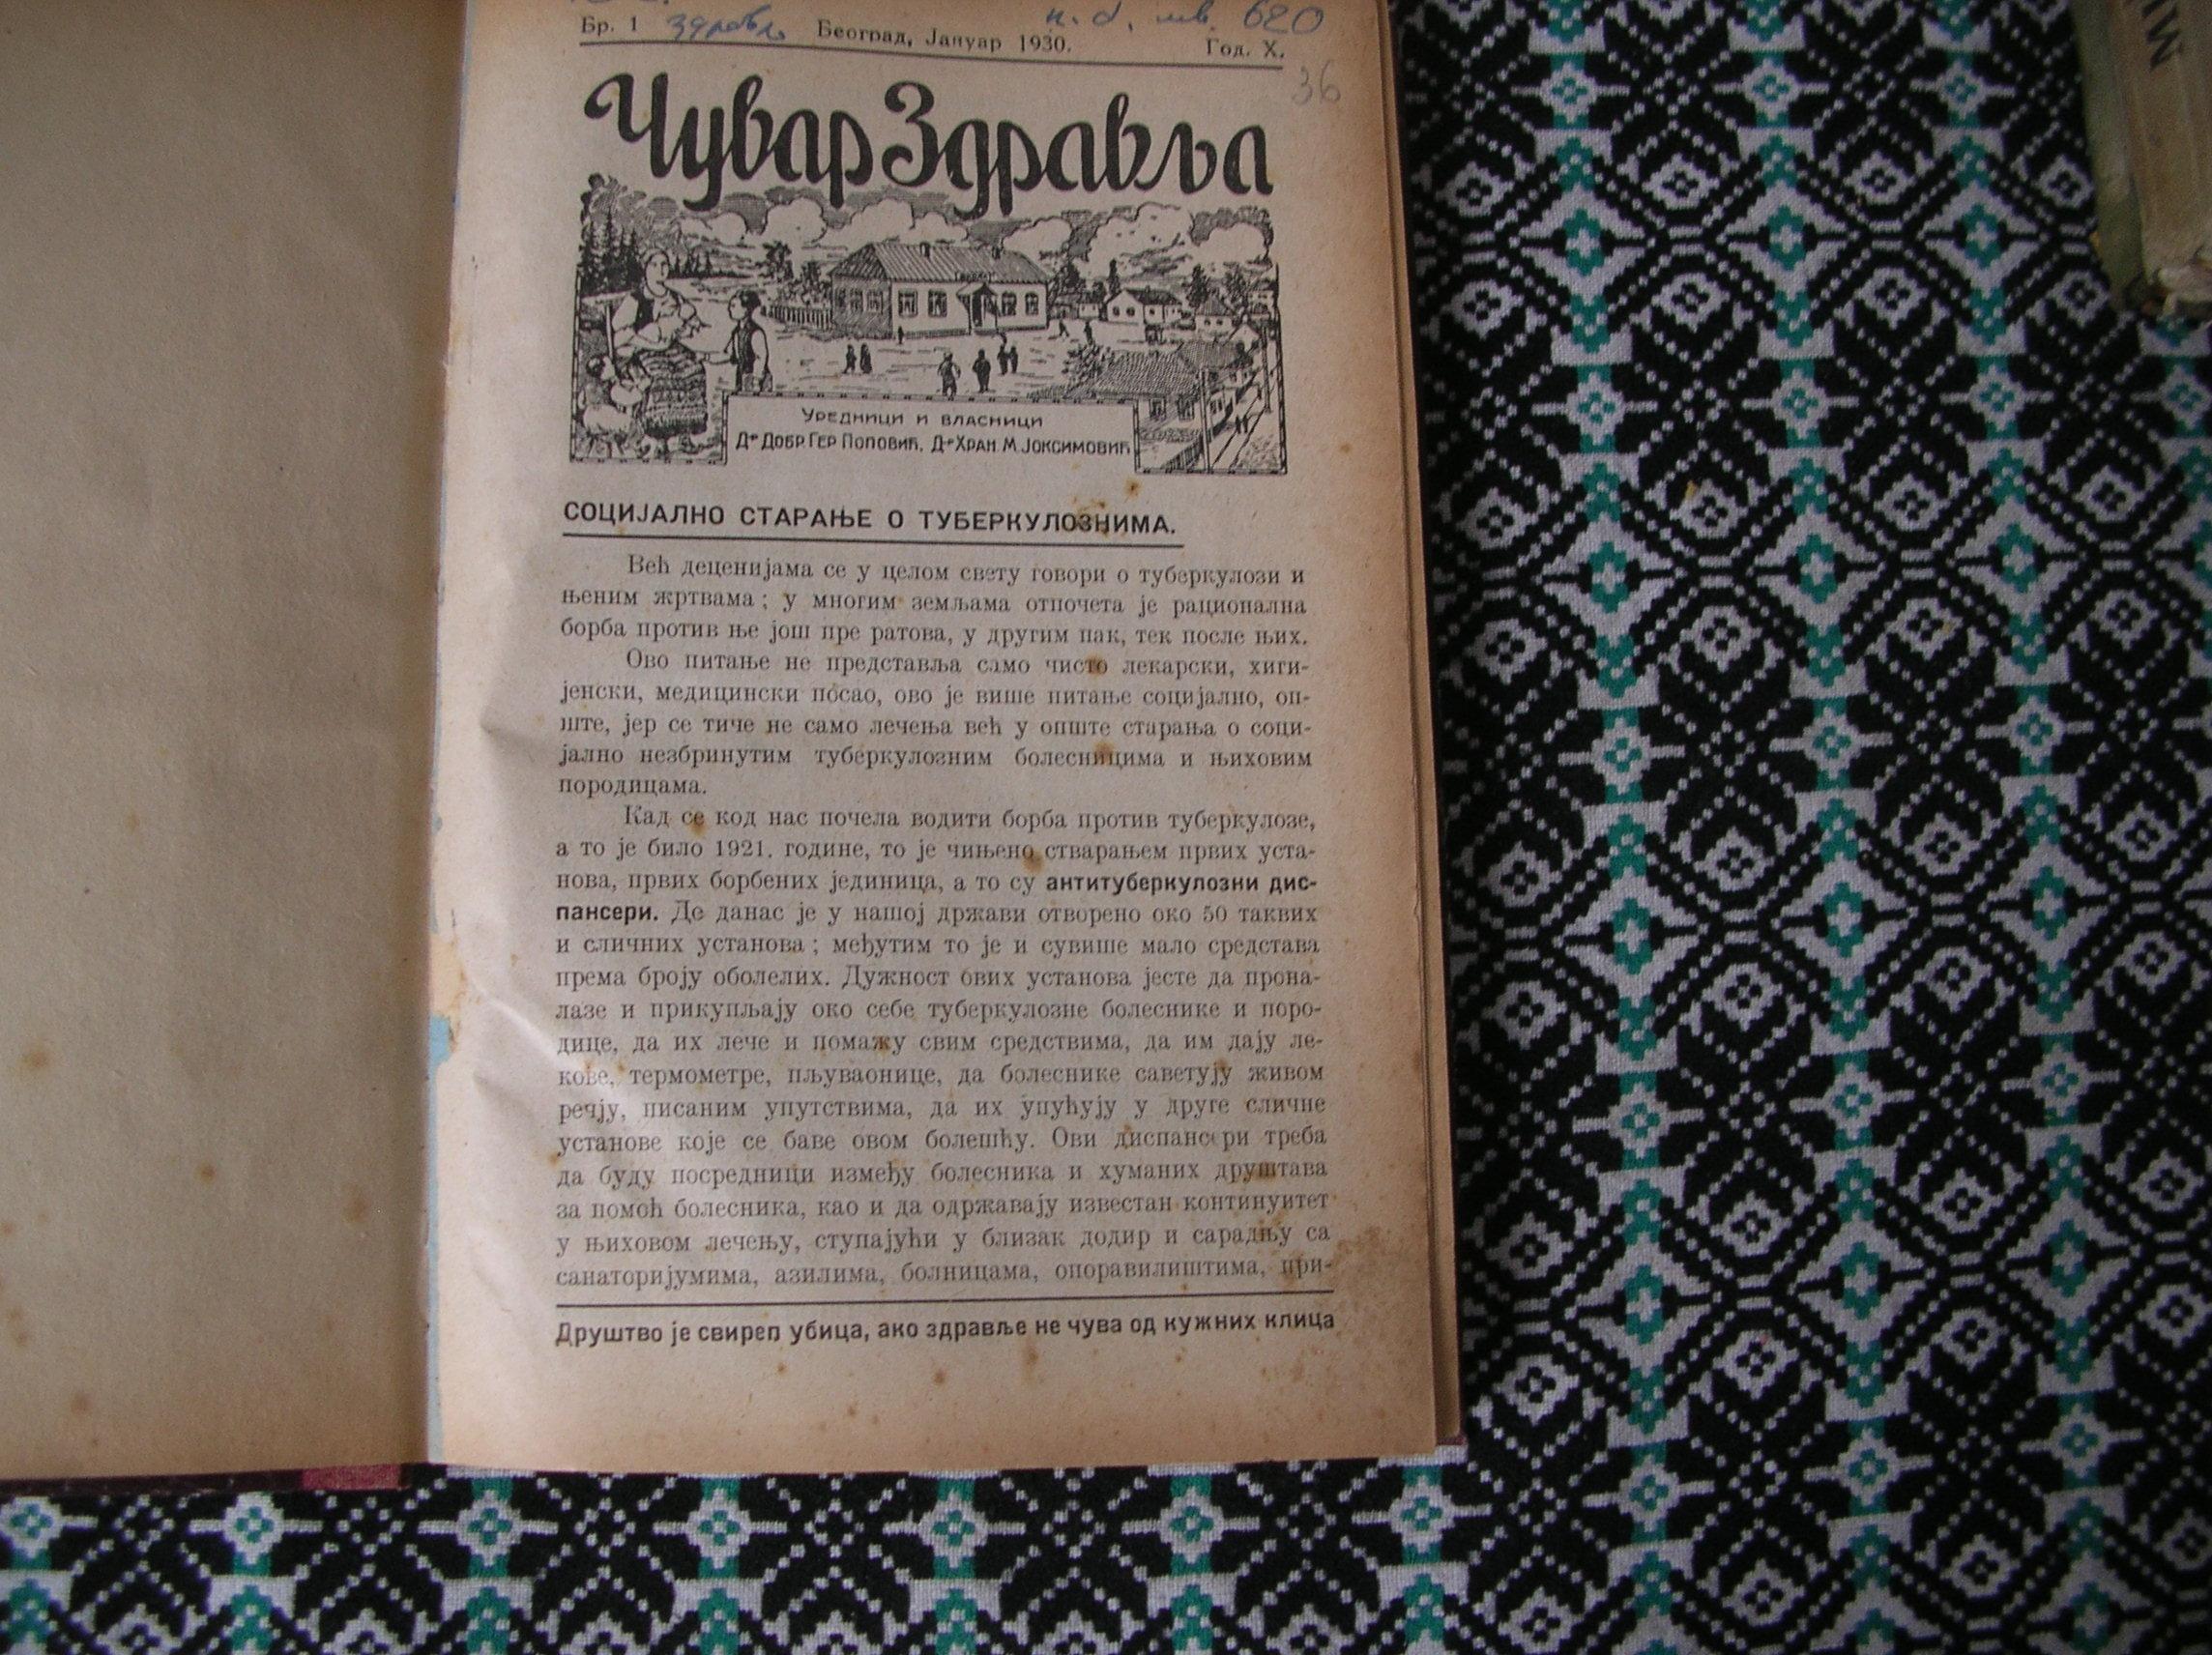 Бр. 1 здравље Београд, Јануар 1930. Год. X.
620
36
Чувар Здравља
Уредници и власници
Д-р Добр. Гер Поповић, Д-р Хран. М. Јоксимовић
СОЦИЈАЛНО СТАРАЊЕ О ТУБЕРКУЛОЗНИМА.
Већ деценијама се у целом свету говори о туберкулози и
њеним жртвама; у многим земљама отпочета је рационална
борба против ње још пре ратова, у другим пак, тек после њих.
Ово питање не представља само чисто лекарски, хиги-
јенски, медицински посао, ово је више питање социјално, оп-
ште, јер се тиче не само лечења већ у опште старања о соци-
јално незбринутим туберкулозним болесницима и њиховим
породицама.
Кад се код нас почела водити борба против туберкулозе,
а то је било 1921. године, то је чињено стварањем првих уста-
нова, првих борбених јединица, а то су антитуберкулозни дис-
пансери. До данас је у нашој држави отворено око 50 таквих
и сличних установа; међутим то је и сувише мало средстава
према броју оболелих. Дужност ових установа јесте да прона-
лазе и прикупљају око себе туберкулозне болеснике и поро-
дице, да их лече и помажу свим средствима, да им дају ле-
кове, термометре, пљуваонице, да болеснике саветују живом
речју, писаним упутствима, да их упућују у друге сличне
установе које се баве овом болешћу. Ови диспансери треба
да буду посредници између болесника и хуманих друштава
за помоћ болесника, као и да одржавају известан континуитет
у њиховом лечењу, ступајући у близак додир и сарадњу са
санаторијумима, азилима, болницама, опоравилиштима, при-
Друштво је свиреп убица, ако здравље не чува од кужних клица